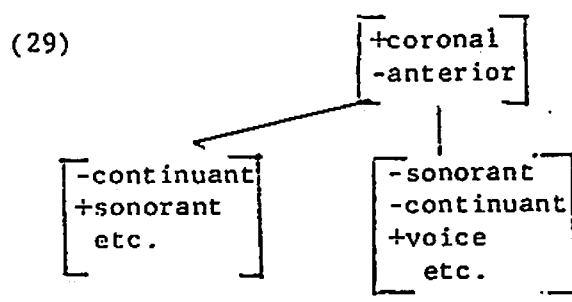 (29)
+coronal
-anterior
-continuant
+sonorant
etc.
-sonorant
-continuant
+voice
etc.